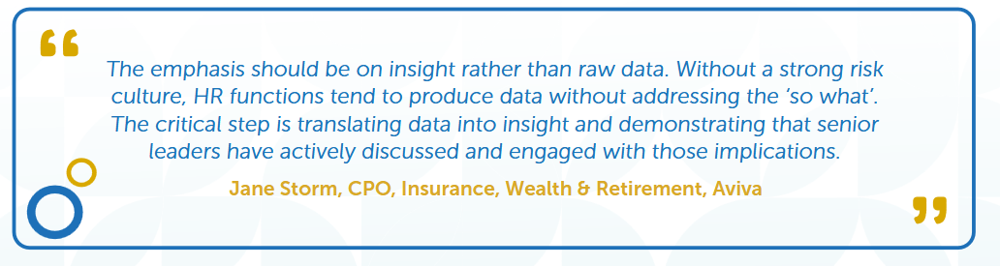 The emphasis should be on insight rather than raw data. Without a strong risk
culture, HR functions tend to produce data without addressing the ‘so what’.
The critical step is translating data into insight and demonstrating that senior
leaders have actively discussed and engaged with those implications.
Jane Storm, CPO, Insurance, Wealth & Retirement, Aviva